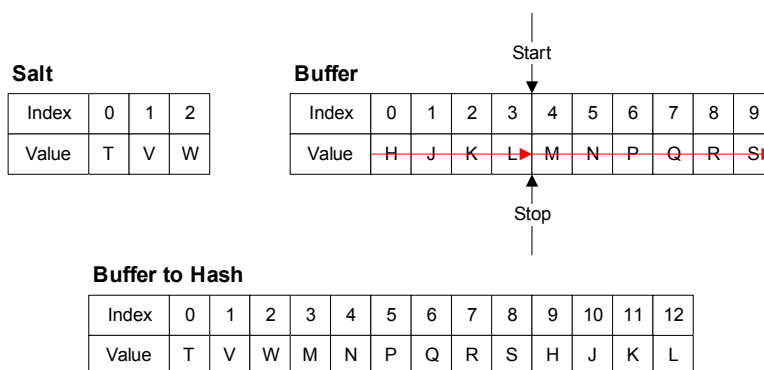 Start
Salt
Buffer
Index 0 1 2
Value T V W
Index 0 1 2 3 4 5 6 7 8 9
Value H J K L M N P Q R S
Stop
Buffer to Hash
Index 0 1 2 3 4 5 6 7 8 9 10 11 12
Value T V W M N P Q R S H J K L